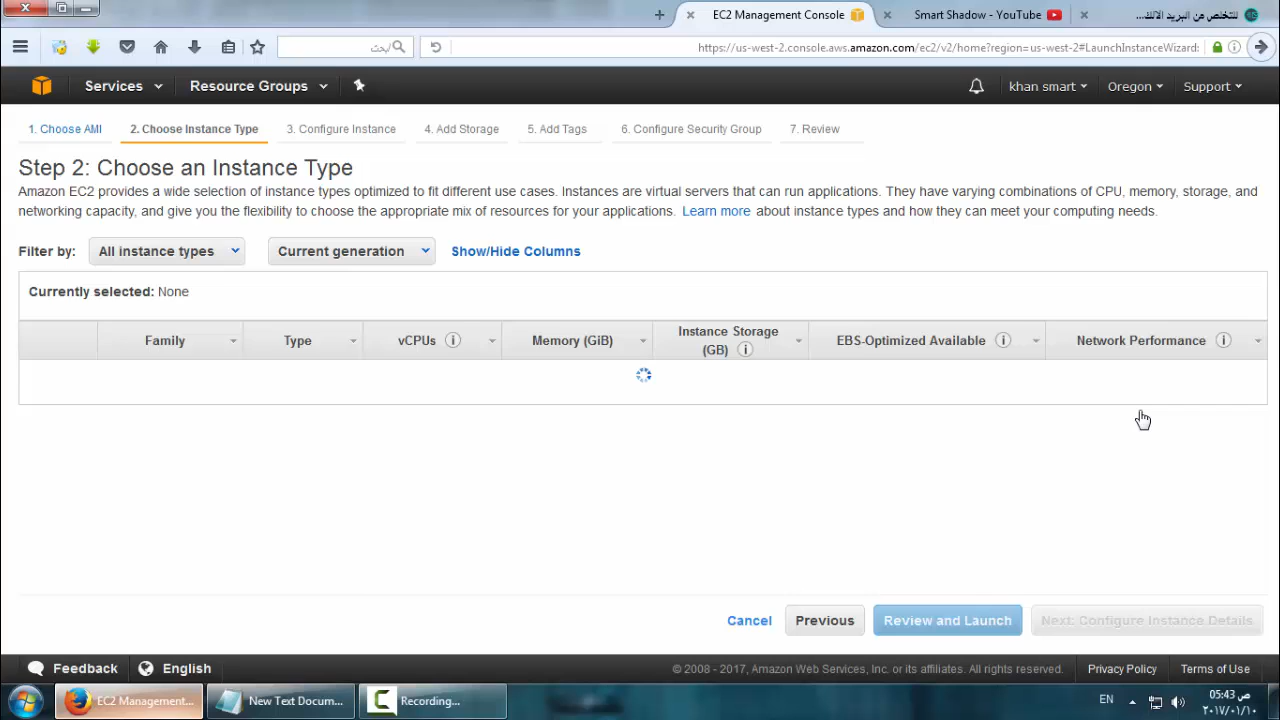 EC2 Management Console
Smart Shadow - YouTube
للتخلص من البريد الالك...
بحث
https://us-west-2.console.aws.amazon.com/ec2/v2/home?region=us-west-2#LaunchInstanceWizard:
Services
Resource Groups
khan smart
Oregon
Support
1. Choose AMI
2. Choose Instance Type
3. Configure Instance
4. Add Storage
5. Add Tags
6. Configure Security Group
7. Review
Step 2: Choose an Instance Type
Amazon EC2 provides a wide selection of instance types optimized to fit different use cases. Instances are virtual servers that can run applications. They have varying combinations of CPU, memory, storage, and
networking capacity, and give you the flexibility to choose the appropriate mix of resources for your applications. Learn more about instance types and how they can meet your computing needs.
Filter by:
All instance types
Current generation
Show/Hide Columns
Currently selected: None
Family
Type
vCPUs
Memory (GiB)
Instance Storage
(GB)
EBS-Optimized Available
Network Performance
Cancel
Previous
Review and Launch
Next: Configure Instance Details
Feedback
English
© 2008 - 2017, Amazon Web Services, Inc. or its affiliates. All rights reserved.
Privacy Policy
Terms of Use
EC2 Management...
New Text Docum...
Recording...
EN
05:43 ص
٢٠١٧/٠١/١٠